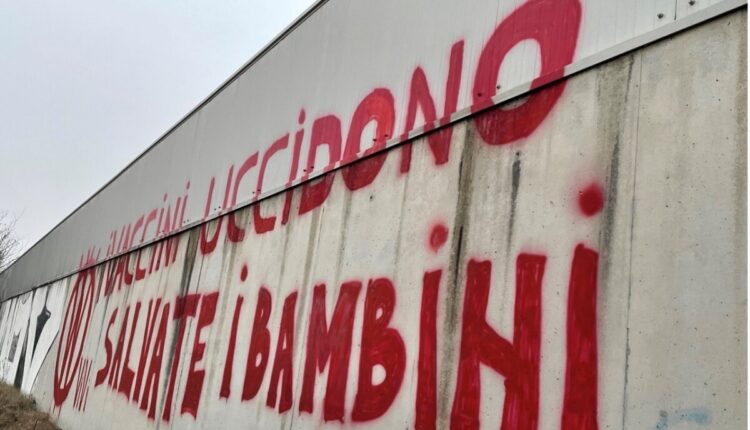 i VACCiNi UCCiDONO
SALVATE i BAMBiNi